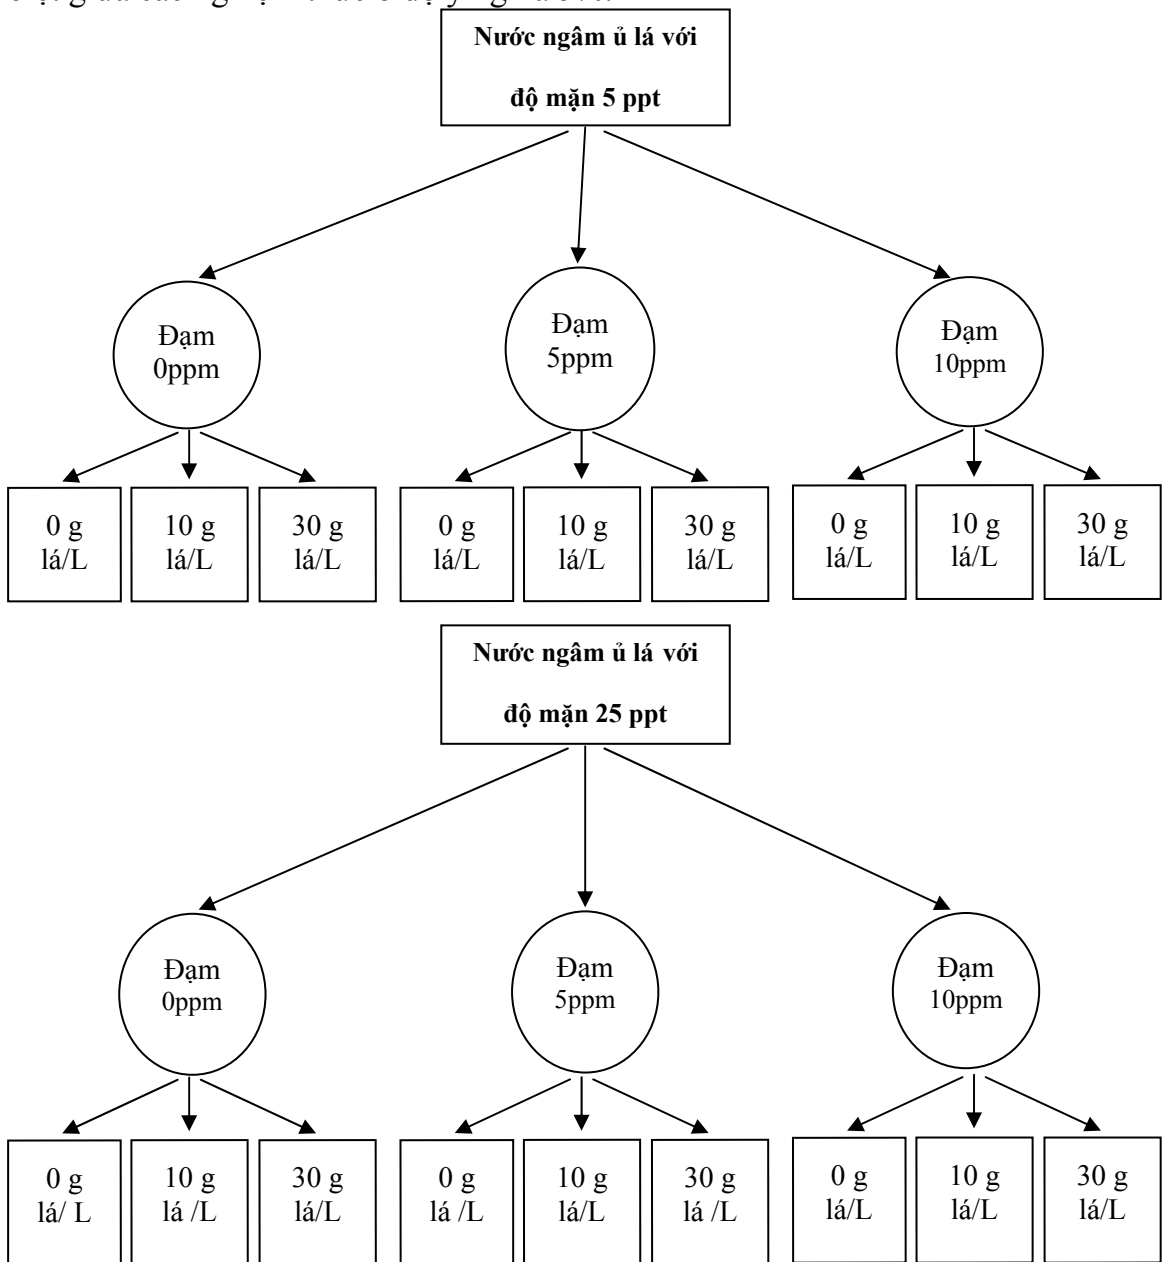 Nước ngâm ủ lá với
độ mặn 5 ppt
Đạm
0ppm
Đạm
5ppm
Đạm
10ppm
0 g
lá/L
10 g
lá/L
30 g
lá/L
0 g
lá/L
10 g
lá/L
30 g
lá/L
0 g
lá/L
10 g
lá/L
30 g
lá/L
Nước ngâm ủ lá với
độ mặn 25 ppt
Đạm
0ppm
Đạm
5ppm
Đạm
10ppm
0 g
lá/ L
10 g
lá /L
30 g
lá/L
0 g
lá /L
10 g
lá/L
30 g
lá /L
0 g
lá/L
10 g
lá/L
30 g
lá/L